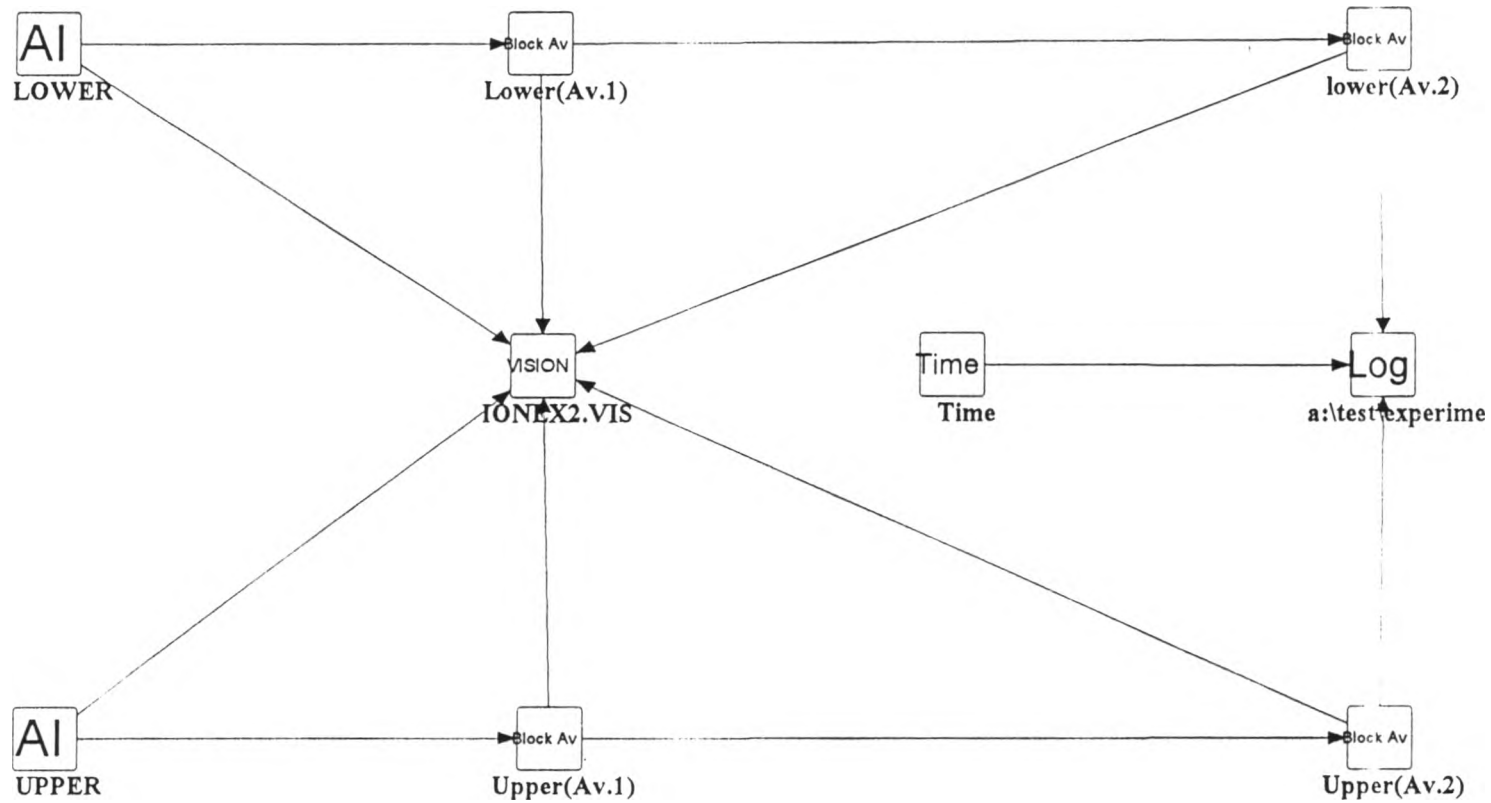 AI
LOWER
Block Av
Lower(Av.1)
Block Av
lower(Av.2)
VISION
IONEX2.VIS
Time
Time
Log
a:\test\experime
AI
UPPER
Block Av
Upper(Av.1)
Block Av
Upper(Av.2)